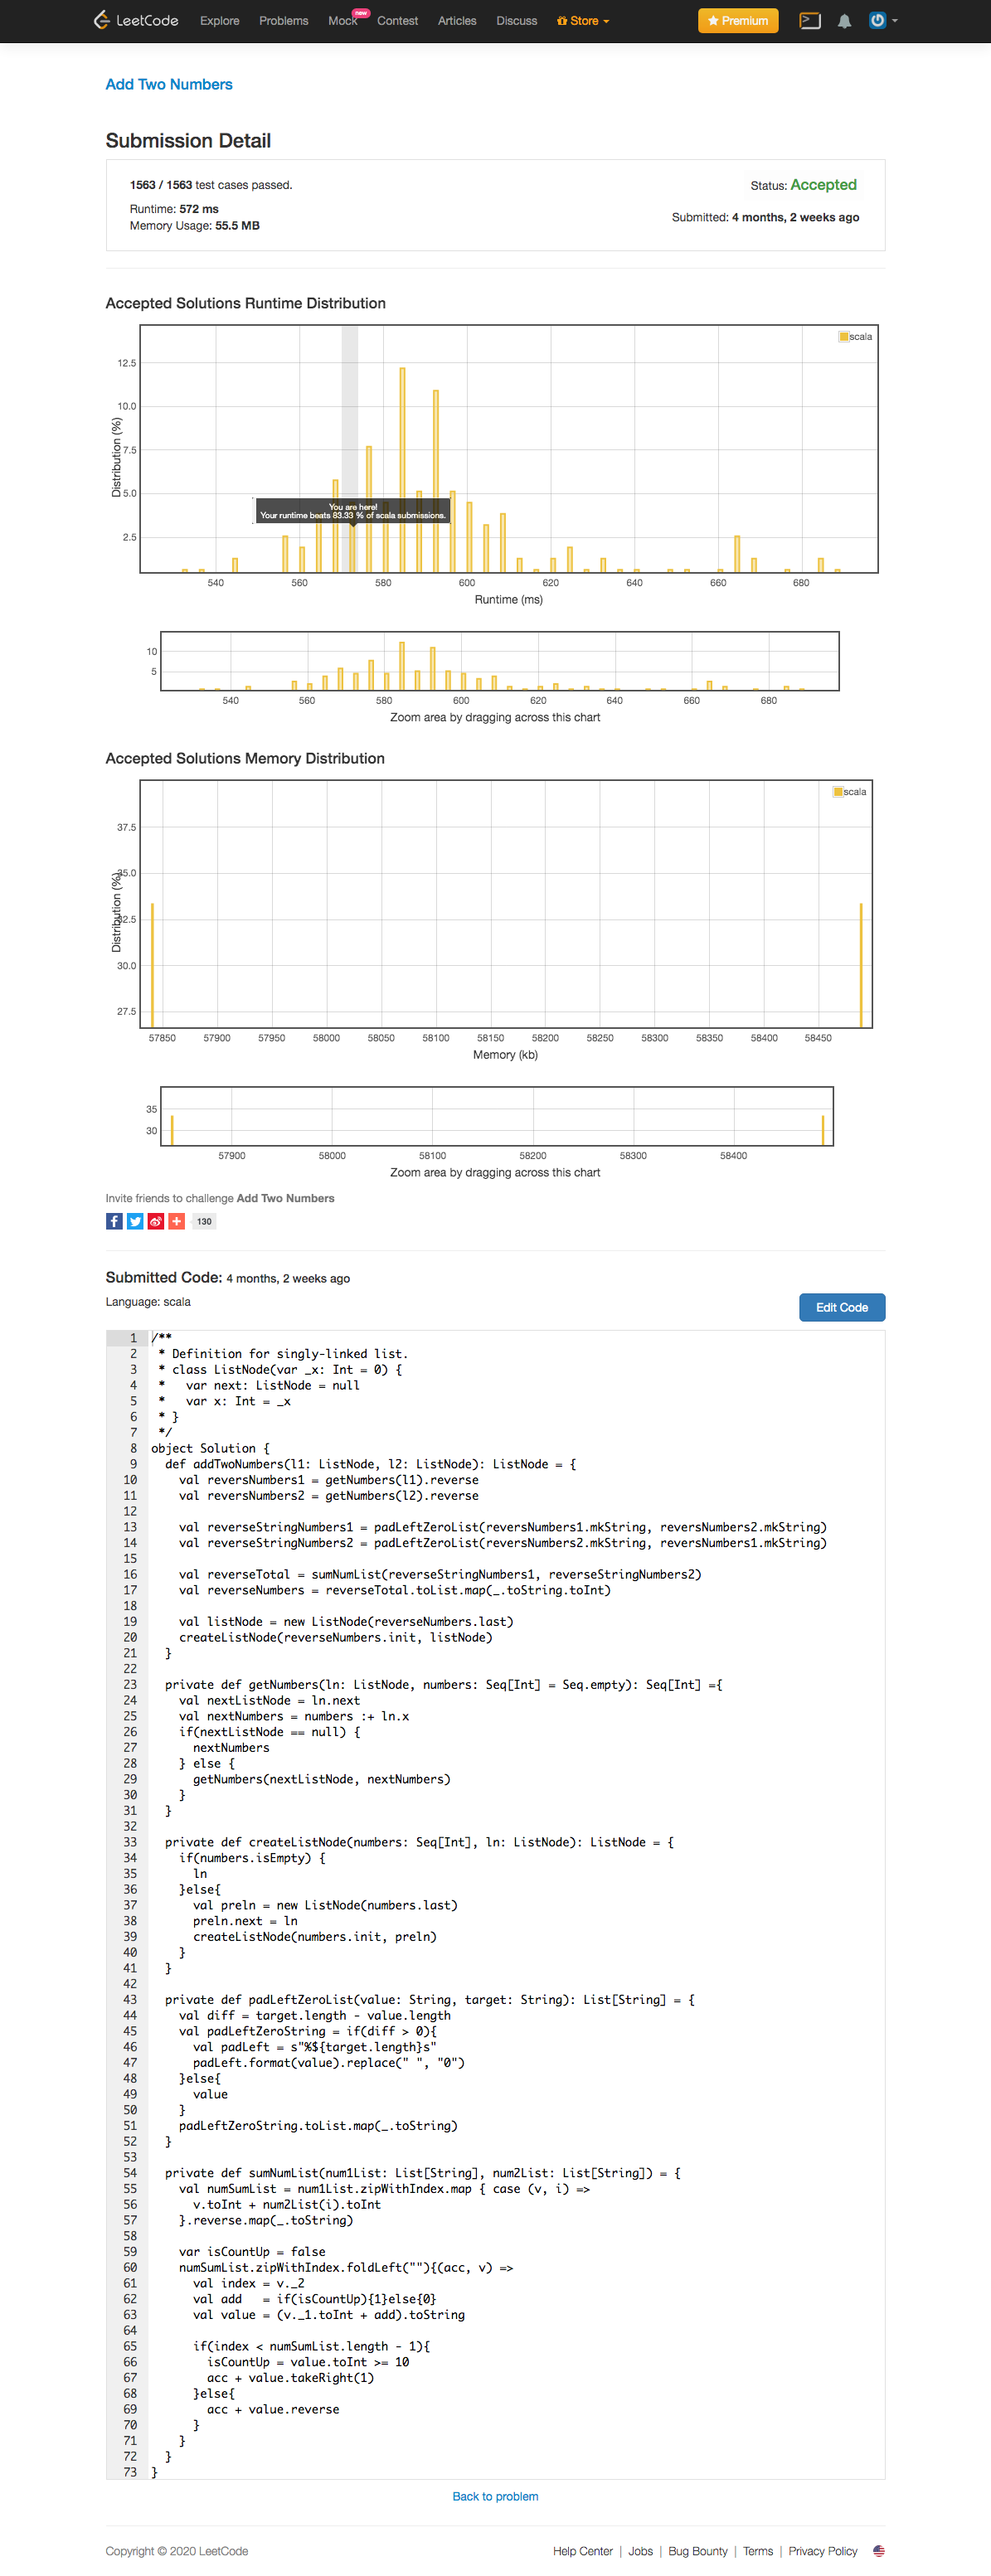 LeetCode Explore Problems Mock new Contest Articles Discuss Store Premium
Add Two Numbers
Submission Detail
1563 / 1563 test cases passed.
Status: Accepted
Runtime: 572 ms
Memory Usage: 55.5 MB
Submitted: 4 months, 2 weeks ago
Accepted Solutions Runtime Distribution
scala
12.5
10.0
7.5
5.0
2.5
Distribution (%)
You are here!
Your runtime beats 83.33 % of scala submissions.
540 560 580 600 620 640 660 680
Runtime (ms)
10
5
540 560 580 600 620 640 660 680
Zoom area by dragging across this chart
Accepted Solutions Memory Distribution
scala
37.5
35.0
32.5
30.0
27.5
Distribution (%)
57850 57900 57950 58000 58050 58100 58150 58200 58250 58300 58350 58400 58450
Memory (kb)
35
30
57900 58000 58100 58200 58300 58400
Zoom area by dragging across this chart
Invite friends to challenge Add Two Numbers
130
Submitted Code: 4 months, 2 weeks ago
Language: scala
Edit Code
1 /**
2  * Definition for singly-linked list.
3  * class ListNode(var _x: Int = 0) {
4  *   var next: ListNode = null
5  *   var x: Int = _x
6  * }
7  */
8 object Solution {
9   def addTwoNumbers(l1: ListNode, l2: ListNode): ListNode = {
10     val reversNumbers1 = getNumbers(l1).reverse
11     val reversNumbers2 = getNumbers(l2).reverse
12
13     val reverseStringNumbers1 = padLeftZeroList(reversNumbers1.mkString, reversNumbers2.mkString)
14     val reverseStringNumbers2 = padLeftZeroList(reversNumbers2.mkString, reversNumbers1.mkString)
15
16     val reverseTotal = sumNumList(reverseStringNumbers1, reverseStringNumbers2)
17     val reverseNumbers = reverseTotal.toList.map(_.toString.toInt)
18
19     val listNode = new ListNode(reverseNumbers.last)
20     createListNode(reverseNumbers.init, listNode)
21   }
22
23   private def getNumbers(ln: ListNode, numbers: Seq[Int] = Seq.empty): Seq[Int] ={
24     val nextListNode = ln.next
25     val nextNumbers = numbers :+ ln.x
26     if(nextListNode == null) {
27       nextNumbers
28     } else {
29       getNumbers(nextListNode, nextNumbers)
30     }
31   }
32
33   private def createListNode(numbers: Seq[Int], ln: ListNode): ListNode = {
34     if(numbers.isEmpty) {
35       ln
36     }else{
37       val preln = new ListNode(numbers.last)
38       preln.next = ln
39       createListNode(numbers.init, preln)
40     }
41   }
42
43   private def padLeftZeroList(value: String, target: String): List[String] = {
44     val diff = target.length - value.length
45     val padLeftZeroString = if(diff > 0){
46       val padLeft = s"%${target.length}s"
47       padLeft.format(value).replace(" ", "0")
48     }else{
49       value
50     }
51     padLeftZeroString.toList.map(_.toString)
52   }
53
54   private def sumNumList(num1List: List[String], num2List: List[String]) = {
55     val numSumList = num1List.zipWithIndex.map { case (v, i) =>
56       v.toInt + num2List(i).toInt
57     }.reverse.map(_.toString)
58
59     var isCountUp = false
60     numSumList.zipWithIndex.foldLeft(""){(acc, v) =>
61       val index = v._2
62       val add   = if(isCountUp){1}else{0}
63       val value = (v._1.toInt + add).toString
64
65       if(index < numSumList.length - 1){
66         isCountUp = value.toInt >= 10
67         acc + value.takeRight(1)
68       }else{
69         acc + value.reverse
70       }
71     }
72   }
73 }
Back to problem
Copyright © 2020 LeetCode
Help Center | Jobs | Bug Bounty | Terms | Privacy Policy